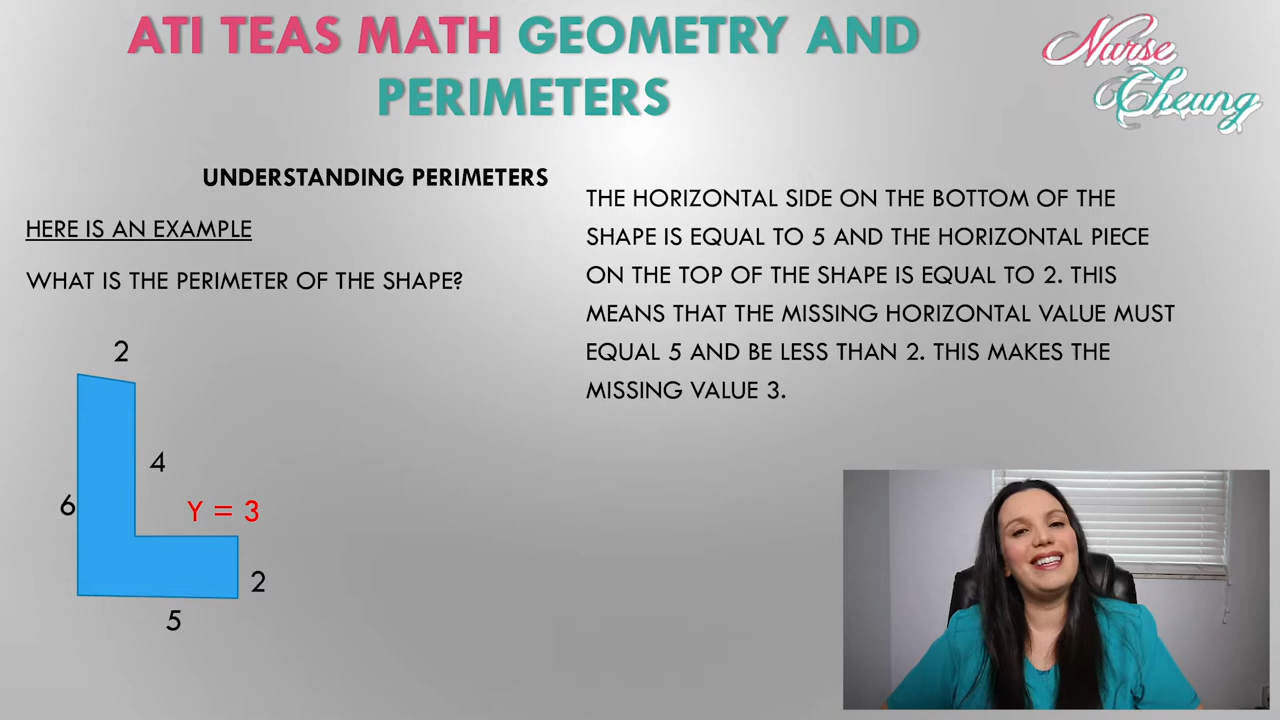 ATI TEAS MATH GEOMETRY AND
PERIMETERS
Nurse
Cheung
UNDERSTANDING PERIMETERS
HERE IS AN EXAMPLE
WHAT IS THE PERIMETER OF THE SHAPE?
THE HORIZONTAL SIDE ON THE BOTTOM OF THE
SHAPE IS EQUAL TO 5 AND THE HORIZONTAL PIECE
ON THE TOP OF THE SHAPE IS EQUAL TO 2. THIS
MEANS THAT THE MISSING HORIZONTAL VALUE MUST
EQUAL 5 AND BE LESS THAN 2. THIS MAKES THE
MISSING VALUE 3.
2
4
6
Y = 3
2
5